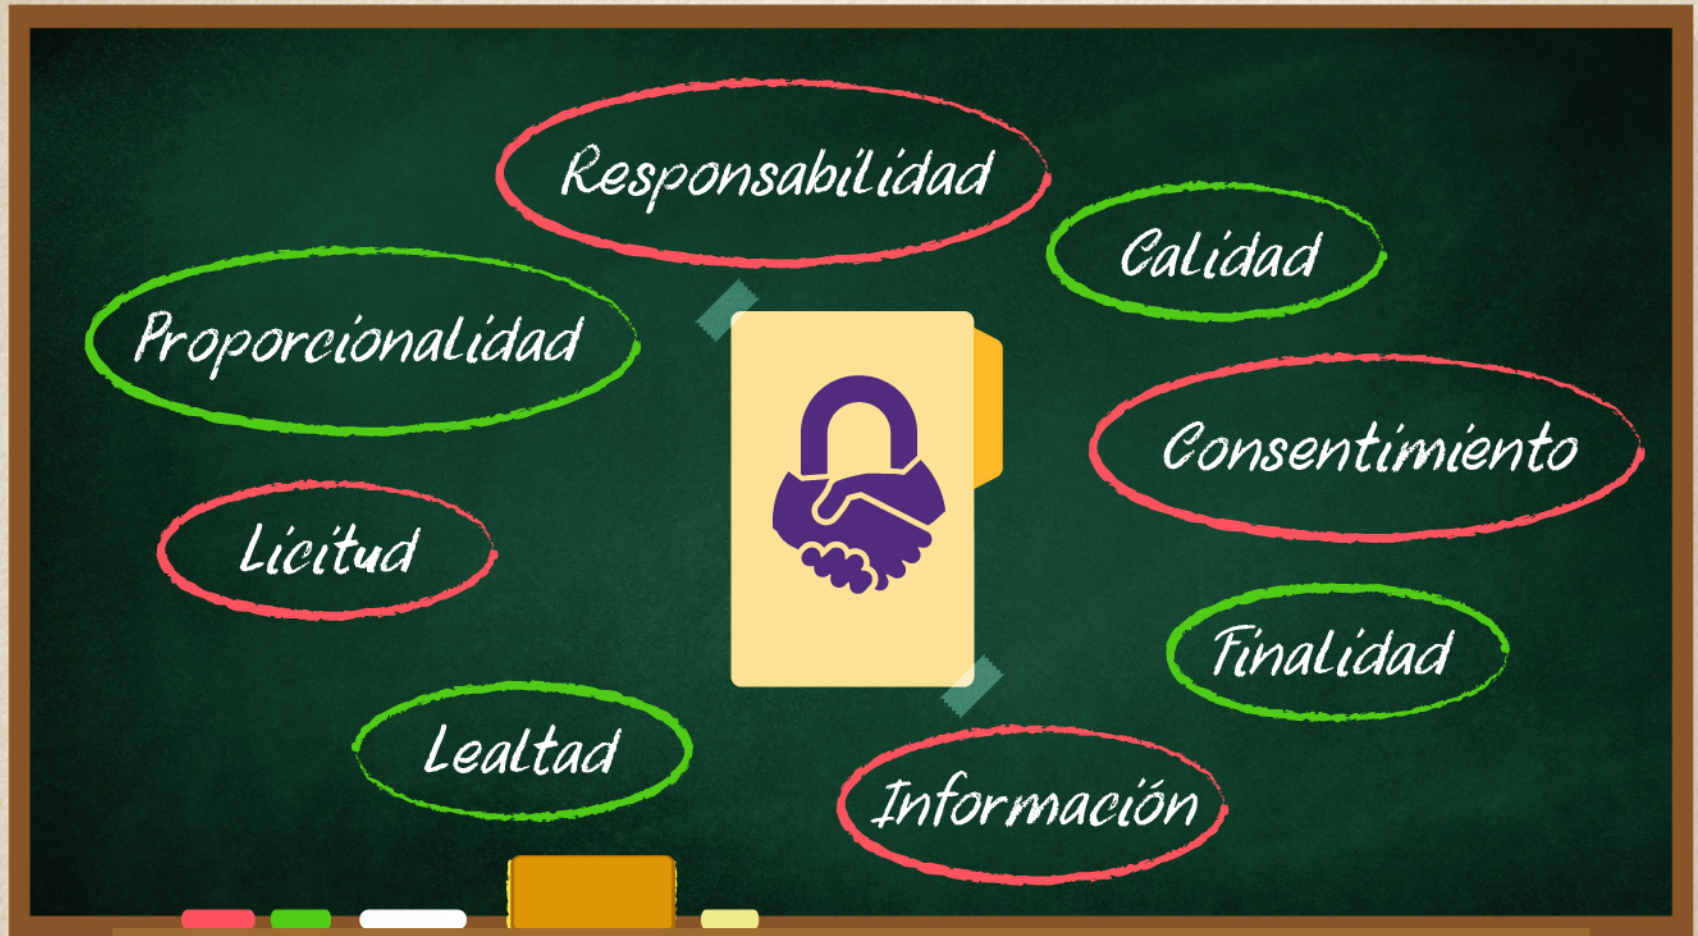 Responsabilidad
Calidad
Proporcionalidad
Consentimiento
Licitud
Finalidad
Lealtad
Información